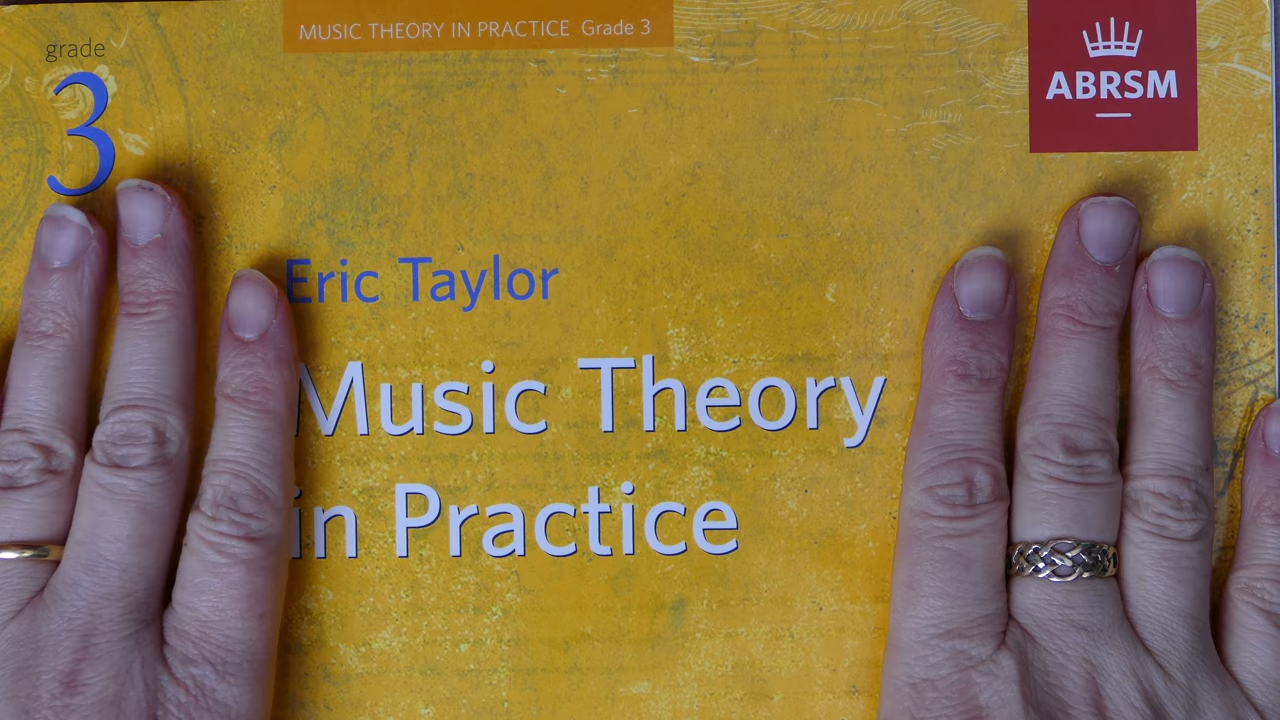 MUSIC THEORY IN PRACTICE Grade 3
grade
3
ABRSM
Eric Taylor
Music Theory
in Practice